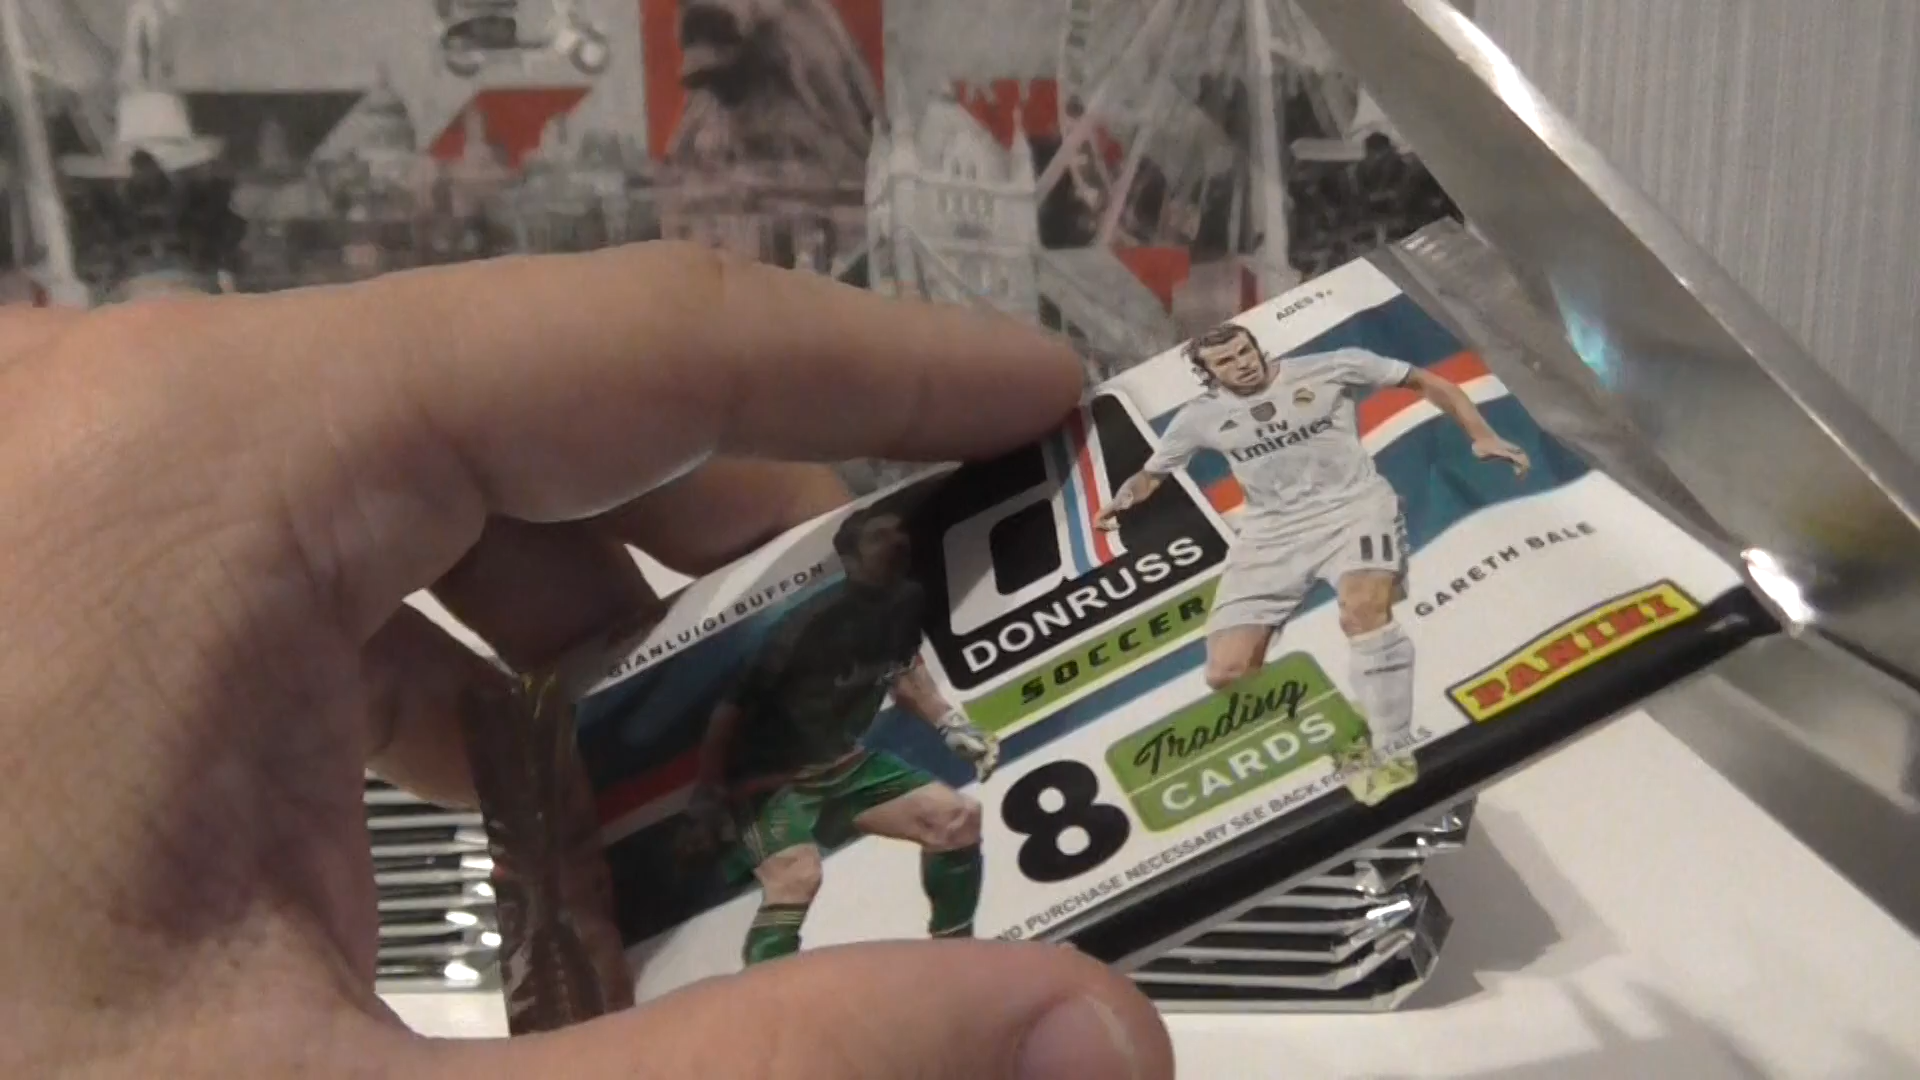 AGES 9+
GIANLUIGI BUFFON
DONRUSS
SOCCER
Fly
Emirates
11
GARETH BALE
PANINI
8
Trading
CARDS
NO PURCHASE NECESSARY SEE BACK FOR DETAILS